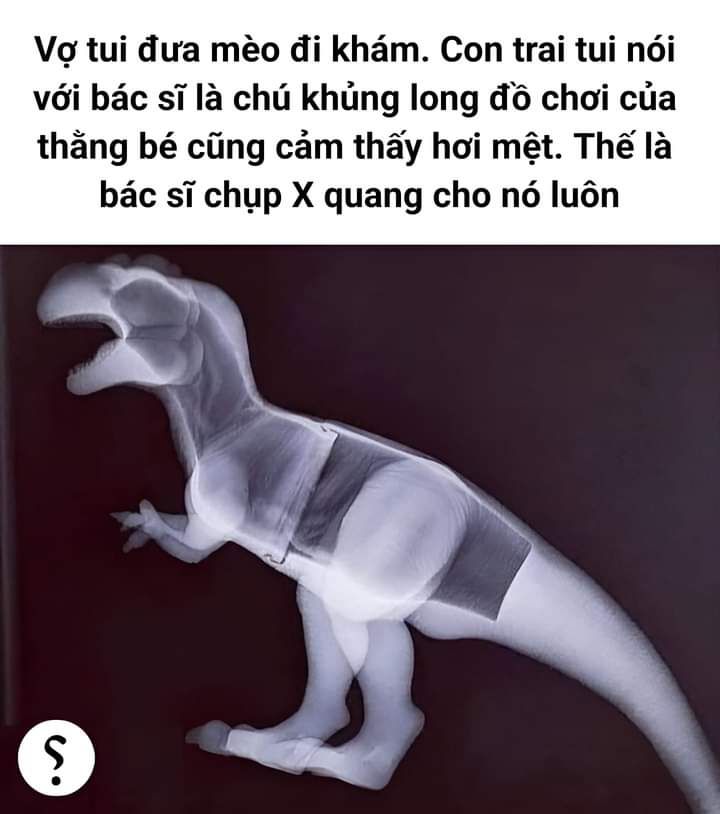 Vợ tui đưa mèo đi khám. Con trai tui nói
với bác sĩ là chú khủng long đồ chơi của
thằng bé cũng cảm thấy hơi mệt. Thế là
bác sĩ chụp X quang cho nó luôn